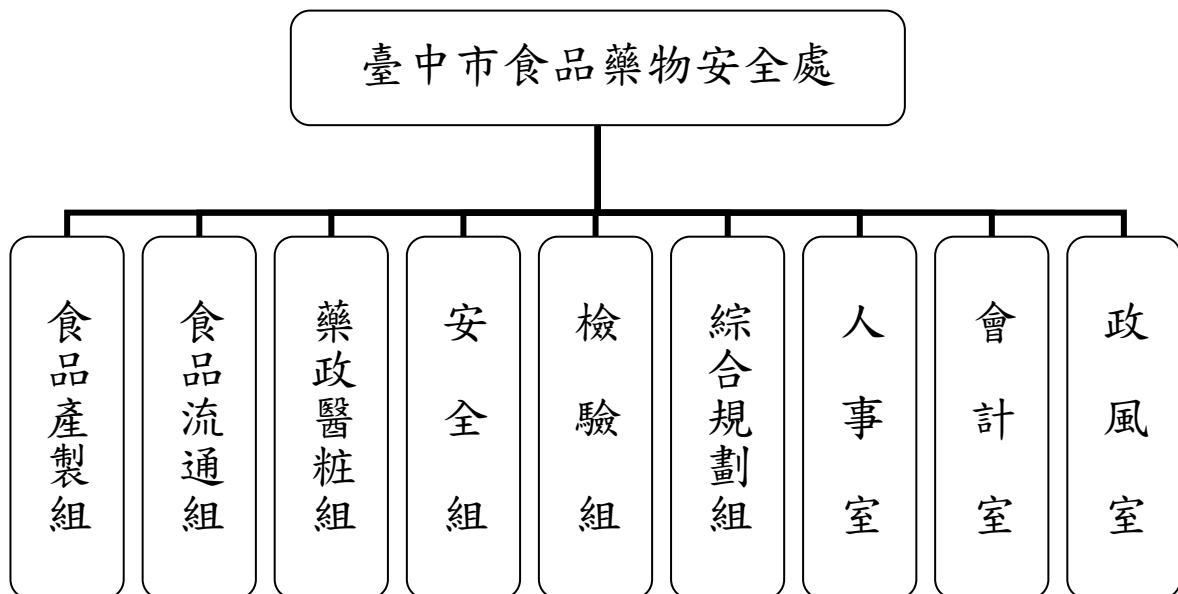 臺中市食品藥物安全處
食品產製組
食品流通組
藥政醫粧組
安全組
檢驗組
綜合規劃組
人事室
會計室
政風室